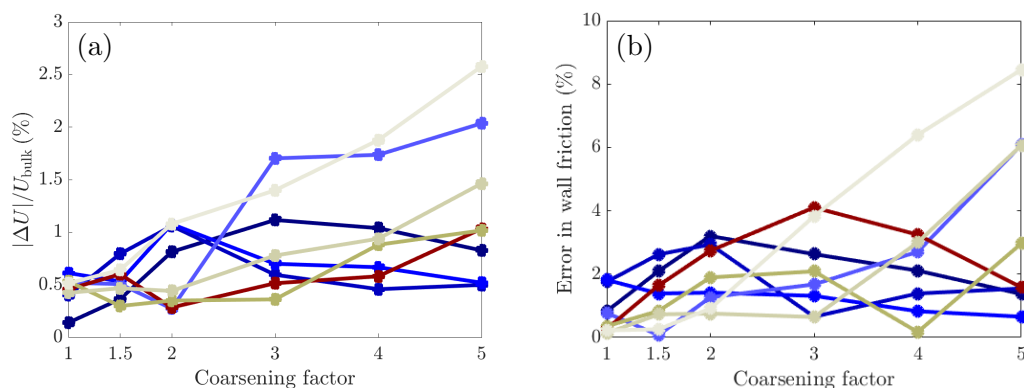 (a)
|ΔU|/U_bulk (%)
3
2.5
2
1.5
1
0.5
0
1 1.5 2 3 4 5
Coarsening factor
(b)
Error in wall friction (%)
10
8
6
4
2
0
1 1.5 2 3 4 5
Coarsening factor